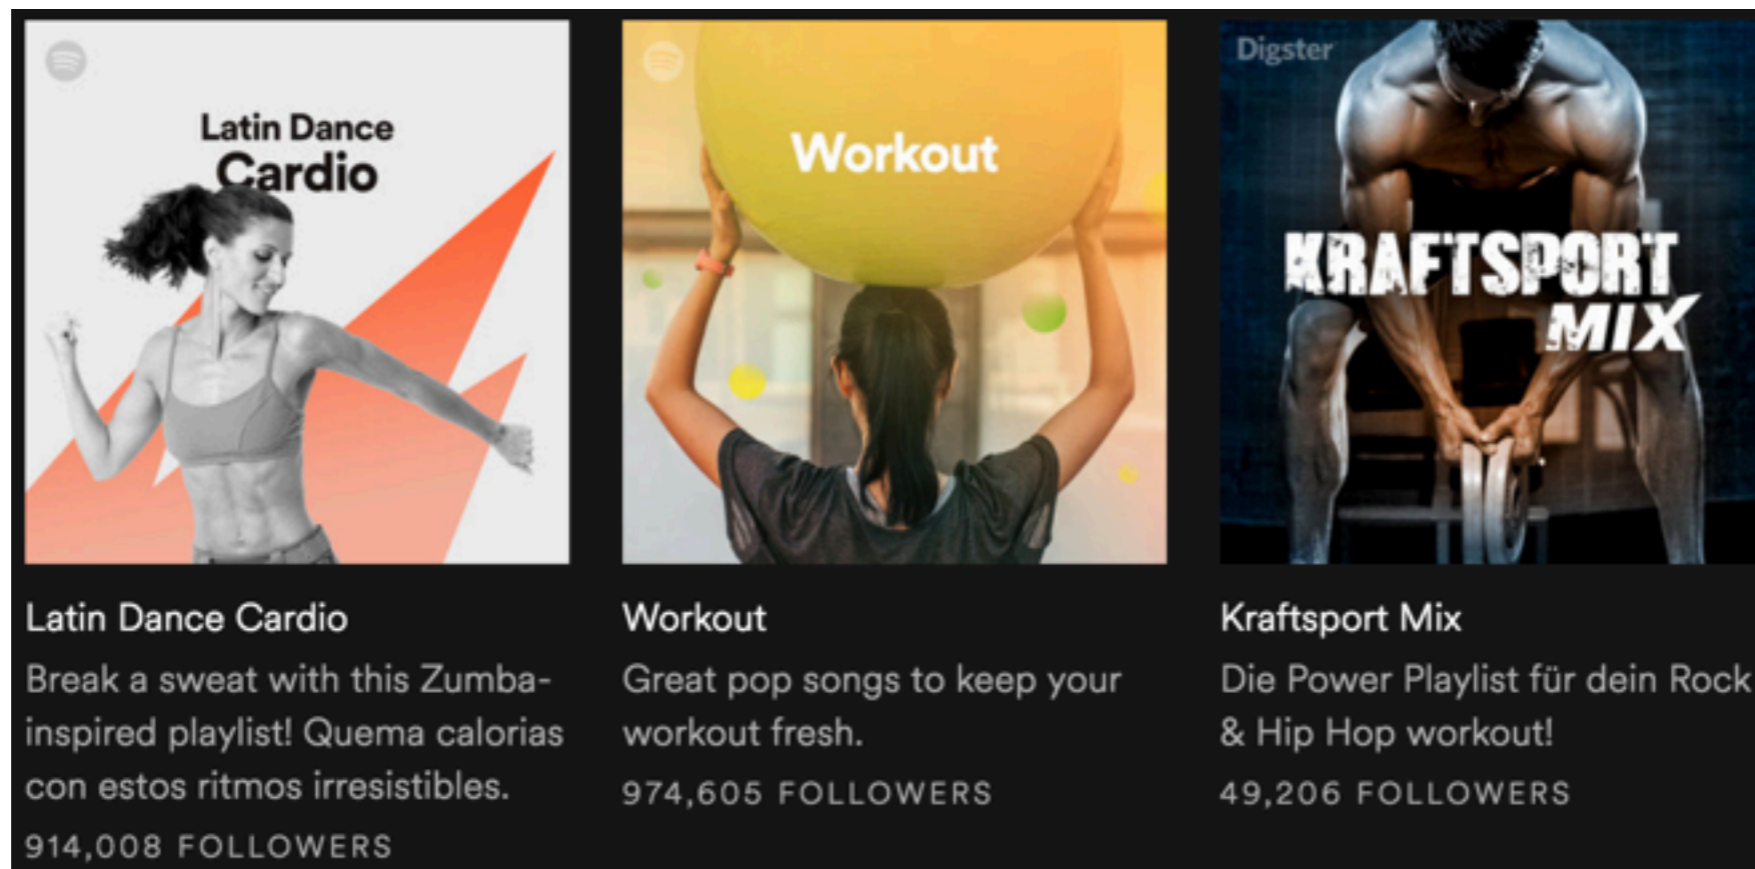 Latin Dance
Cardio
Workout
Digster
KRAFTSPORT
MIX
Latin Dance Cardio
Break a sweat with this Zumba-
inspired playlist! Quema calorias
con estos ritmos irresistibles.
914,008 FOLLOWERS
Workout
Great pop songs to keep your
workout fresh.
974,605 FOLLOWERS
Kraftsport Mix
Die Power Playlist für dein Rock
& Hip Hop workout!
49,206 FOLLOWERS